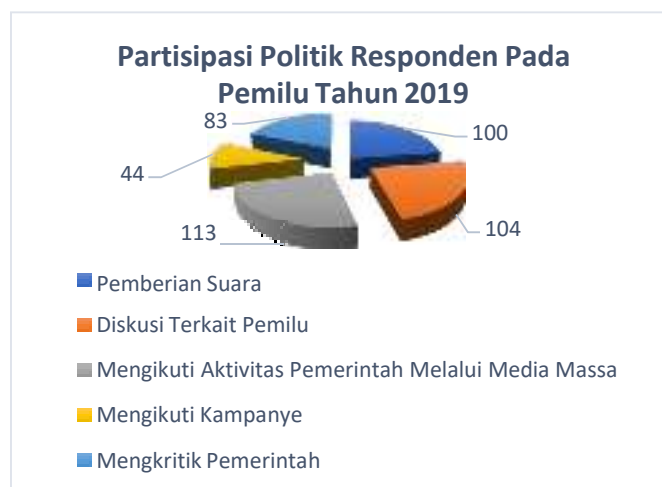 Partisipasi Politik Responden Pada
Pemilu Tahun 2019
83
100
44
113
104
Pemberian Suara
Diskusi Terkait Pemilu
Mengikuti Aktivitas Pemerintah Melalui Media Massa
Mengikuti Kampanye
Mengkritik Pemerintah